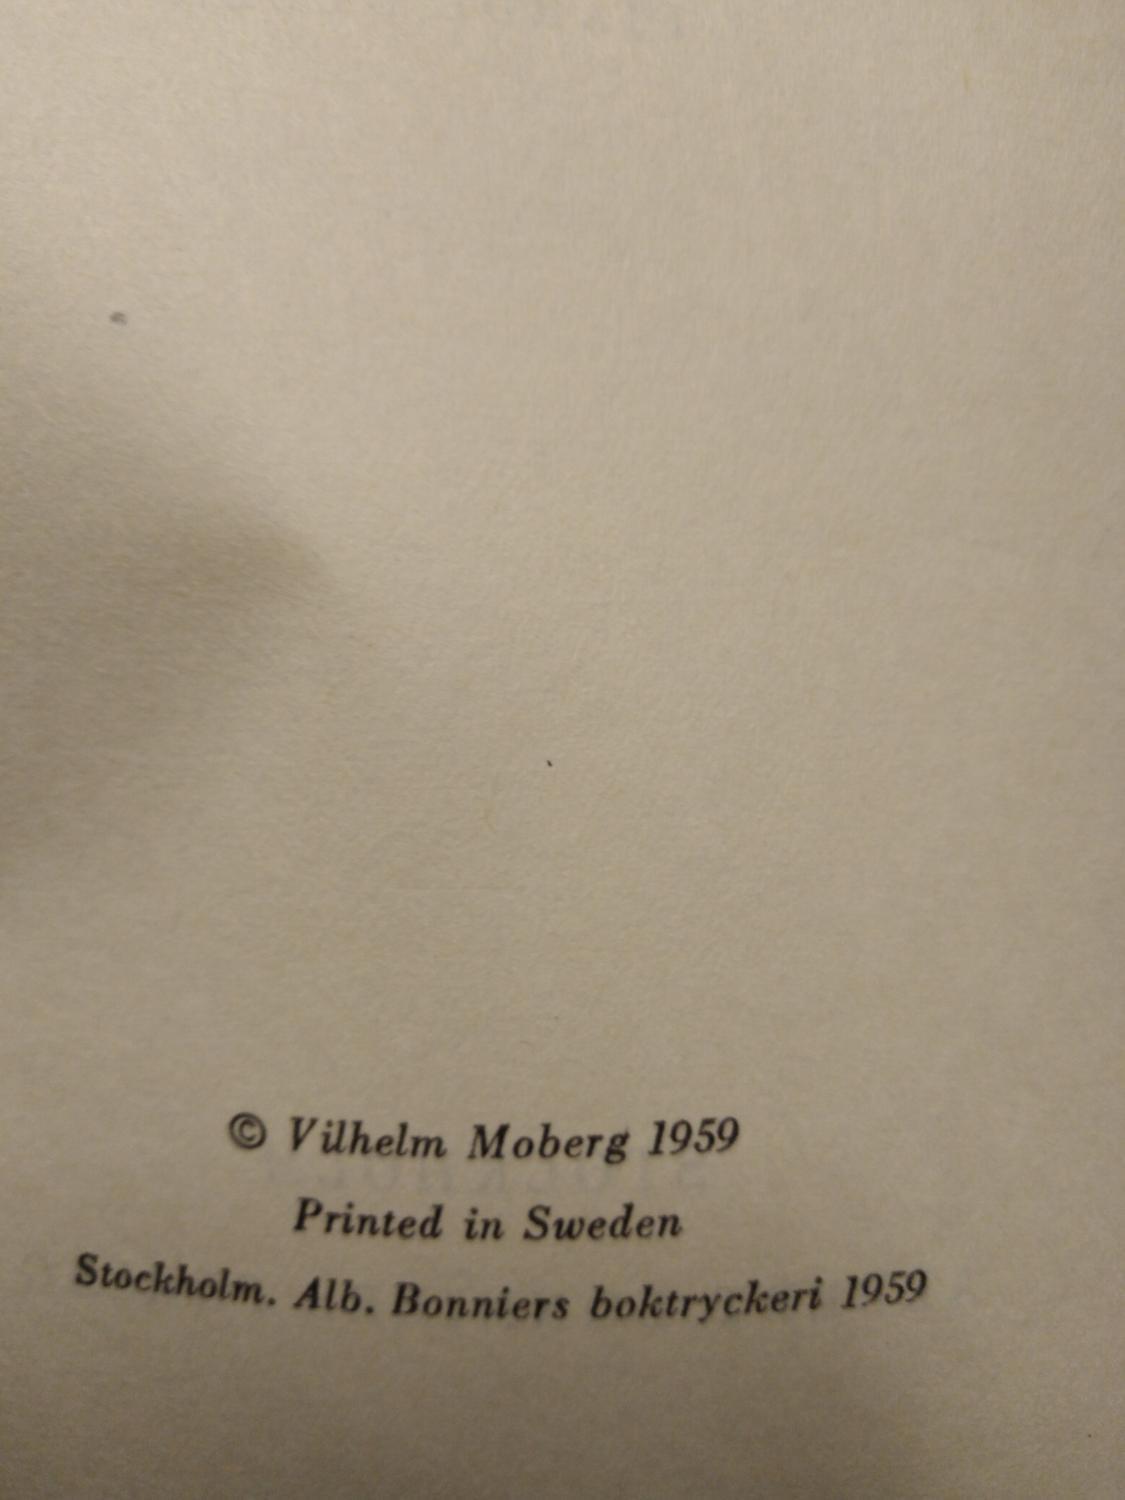 © Vilhelm Moberg 1959
Printed in Sweden
Stockholm. Alb. Bonniers boktryckeri 1959